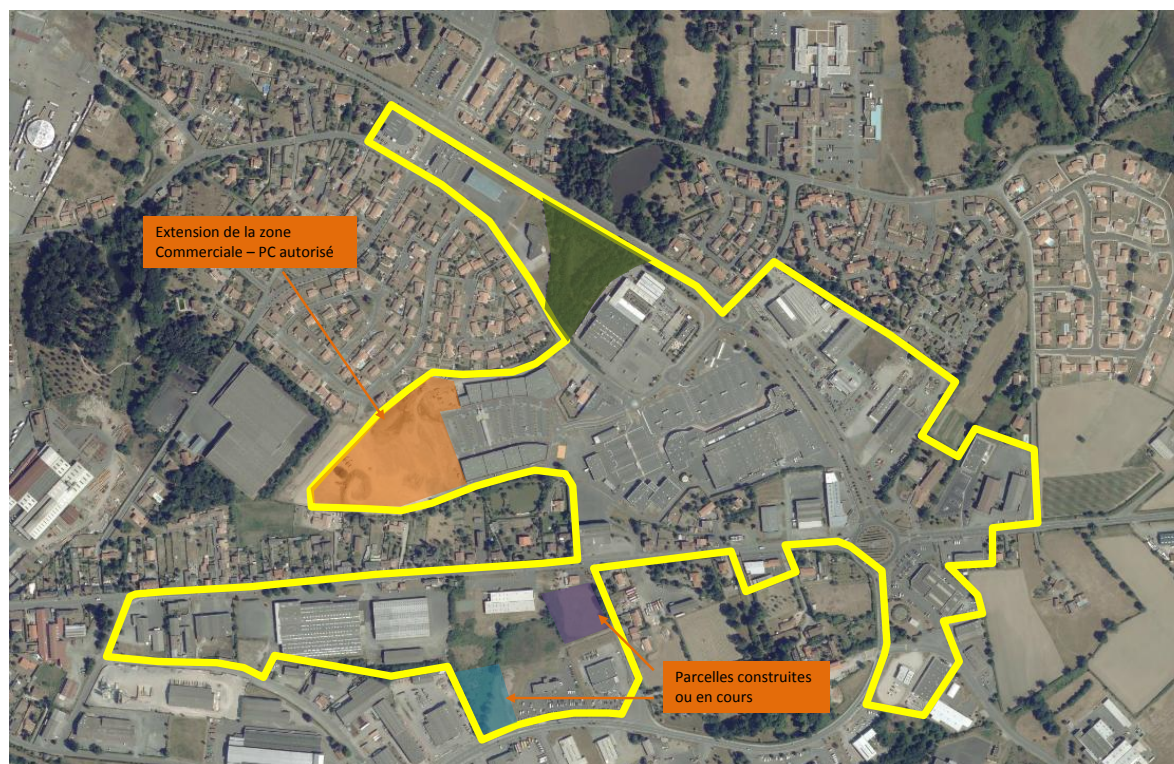 Extension de la zone
Commerciale – PC autorisé
Parcelles construites
ou en cours